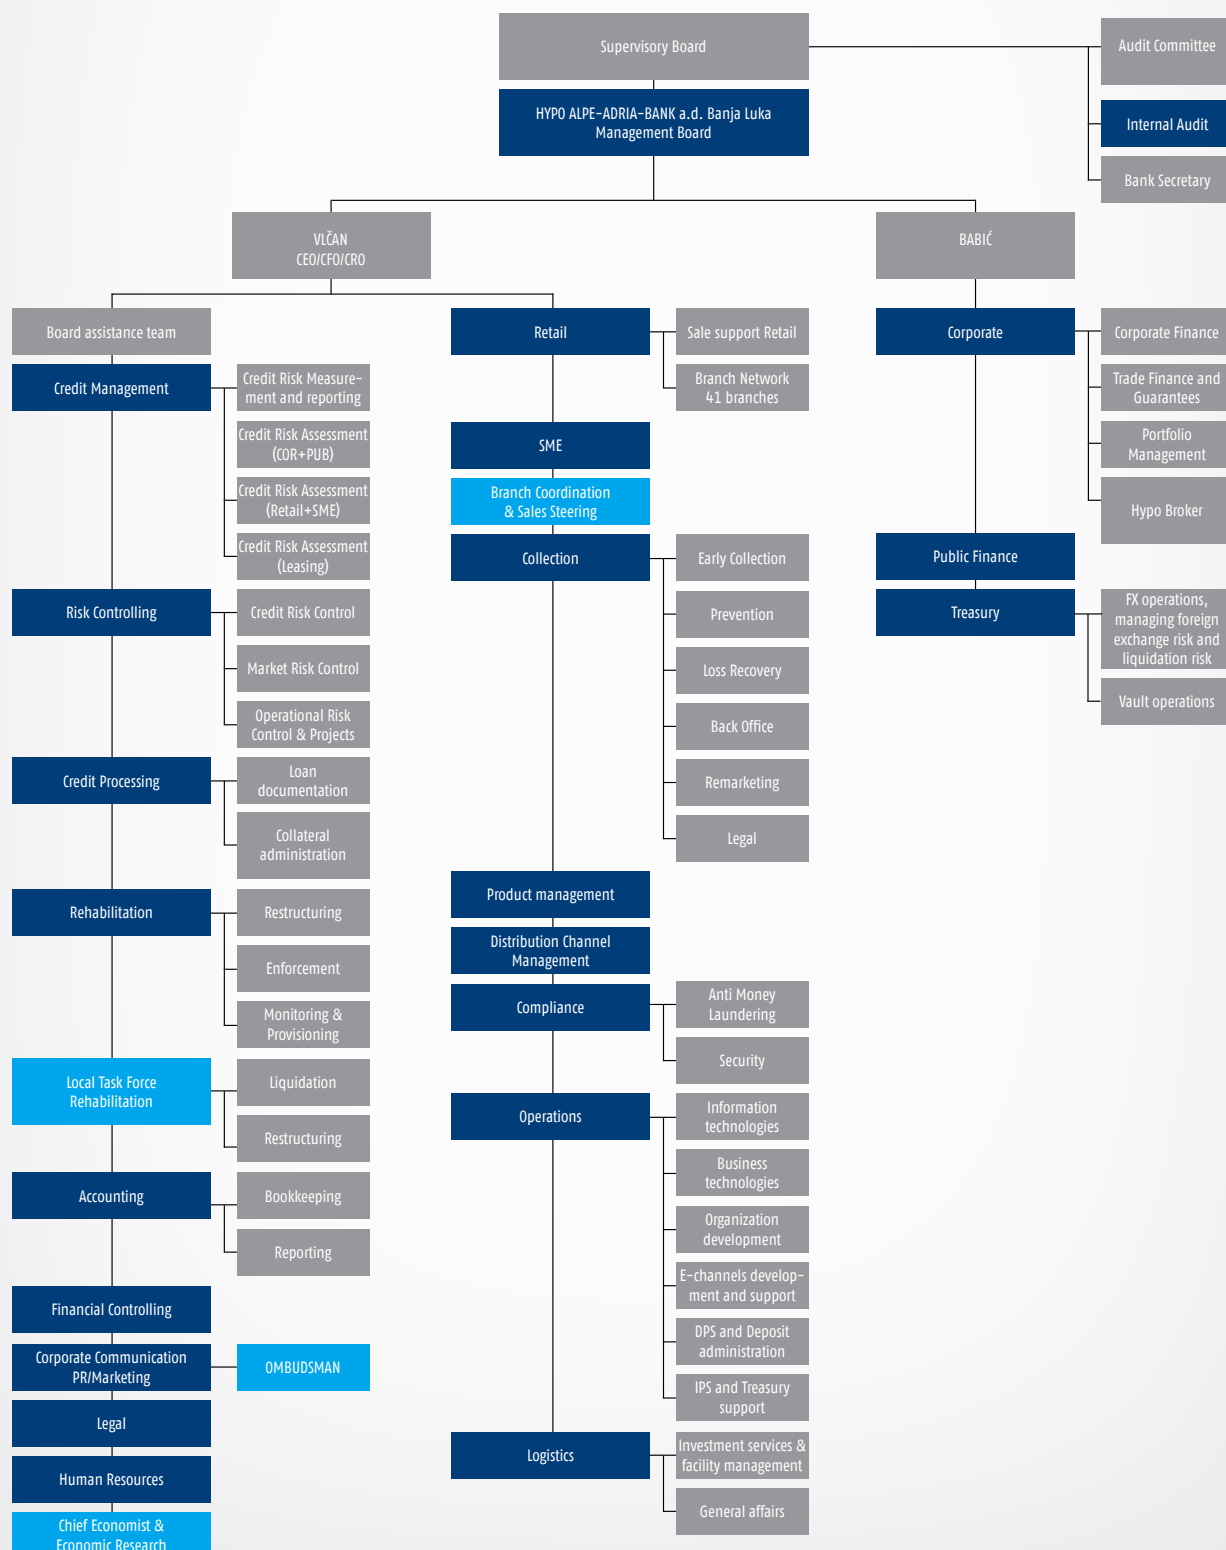 Supervisory Board
Audit Committee
HYPO ALPE-ADRIA-BANK a.d. Banja Luka
Management Board
Internal Audit
Bank Secretary
VLČAN
CEO/CFO/CRO
BABIĆ
Board assistance team
Credit Management
Credit Risk Measure-
ment and reporting
Credit Risk Assessment
(COR+PUB)
Credit Risk Assessment
(Retail+SME)
Credit Risk Assessment
(Leasing)
Risk Controlling
Credit Risk Control
Market Risk Control
Operational Risk
Control & Projects
Credit Processing
Loan
documentation
Collateral
administration
Rehabilitation
Restructuring
Enforcement
Monitoring &
Provisioning
Local Task Force
Rehabilitation
Liquidation
Restructuring
Accounting
Bookkeeping
Reporting
Financial Controlling
Corporate Communication
PR/Marketing
OMBUDSMAN
Legal
Human Resources
Chief Economist &
Economic Research
Retail
Sale support Retail
Branch Network
41 branches
SME
Branch Coordination
& Sales Steering
Collection
Early Collection
Prevention
Loss Recovery
Back Office
Remarketing
Legal
Product management
Distribution Channel
Management
Compliance
Anti Money
Laundering
Security
Operations
Information
technologies
Business
technologies
Organization
development
E-channels develop-
ment and support
DPS and Deposit
administration
IPS and Treasury
support
Logistics
Investment services &
facility management
General affairs
Corporate
Corporate Finance
Trade Finance and
Guarantees
Portfolio
Management
Hypo Broker
Public Finance
Treasury
FX operations,
managing foreign
exchange risk and
liquidation risk
Vault operations